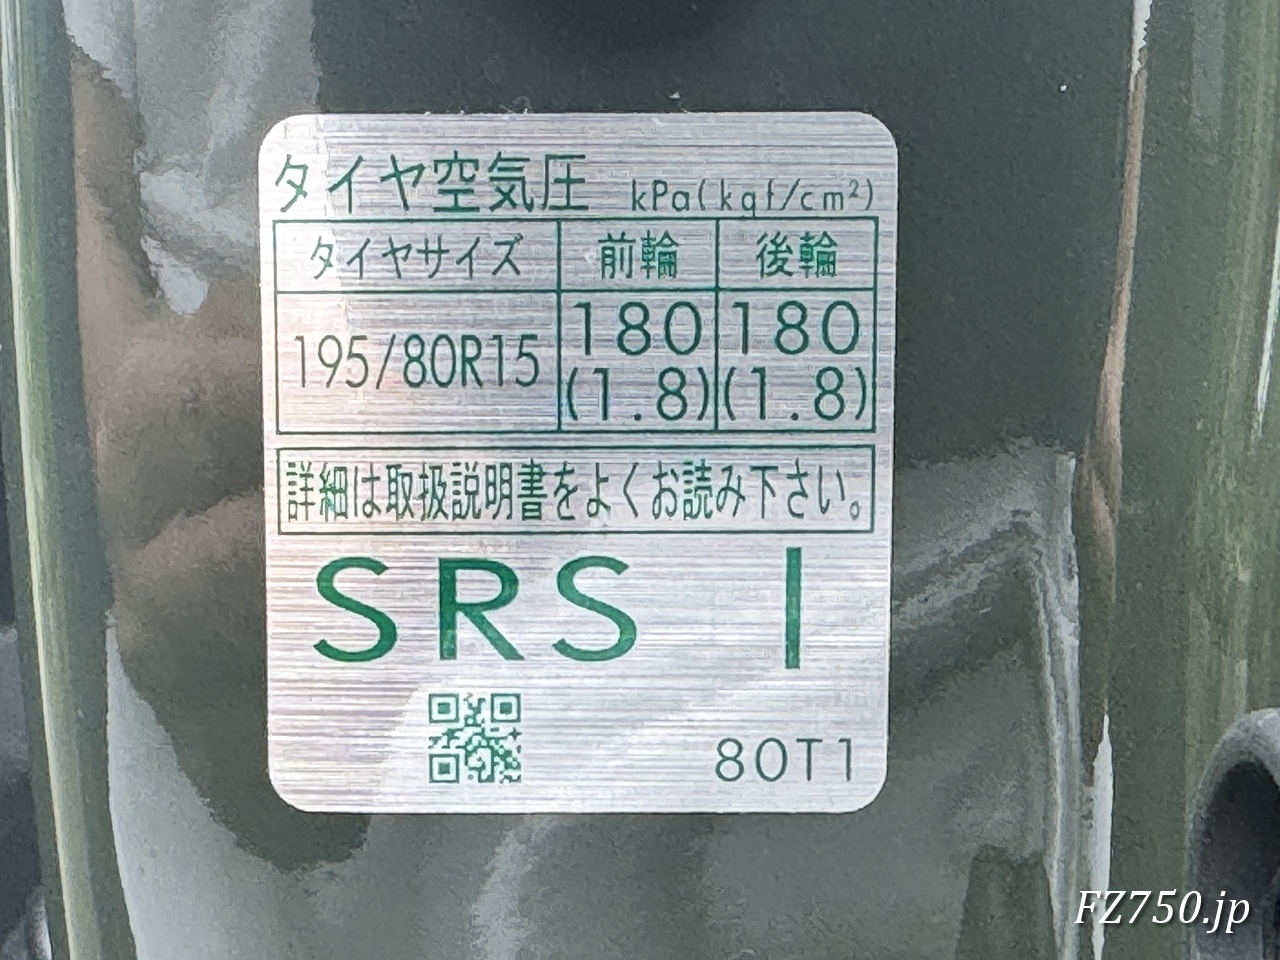 タイヤ空気圧 kPa(kgf/cm²)
タイヤサイズ 前輪 後輪
195/80R15 180 (1.8) 180 (1.8)
詳細は取扱説明書をよくお読み下さい。
SRS I
80T1
FZ750.jp